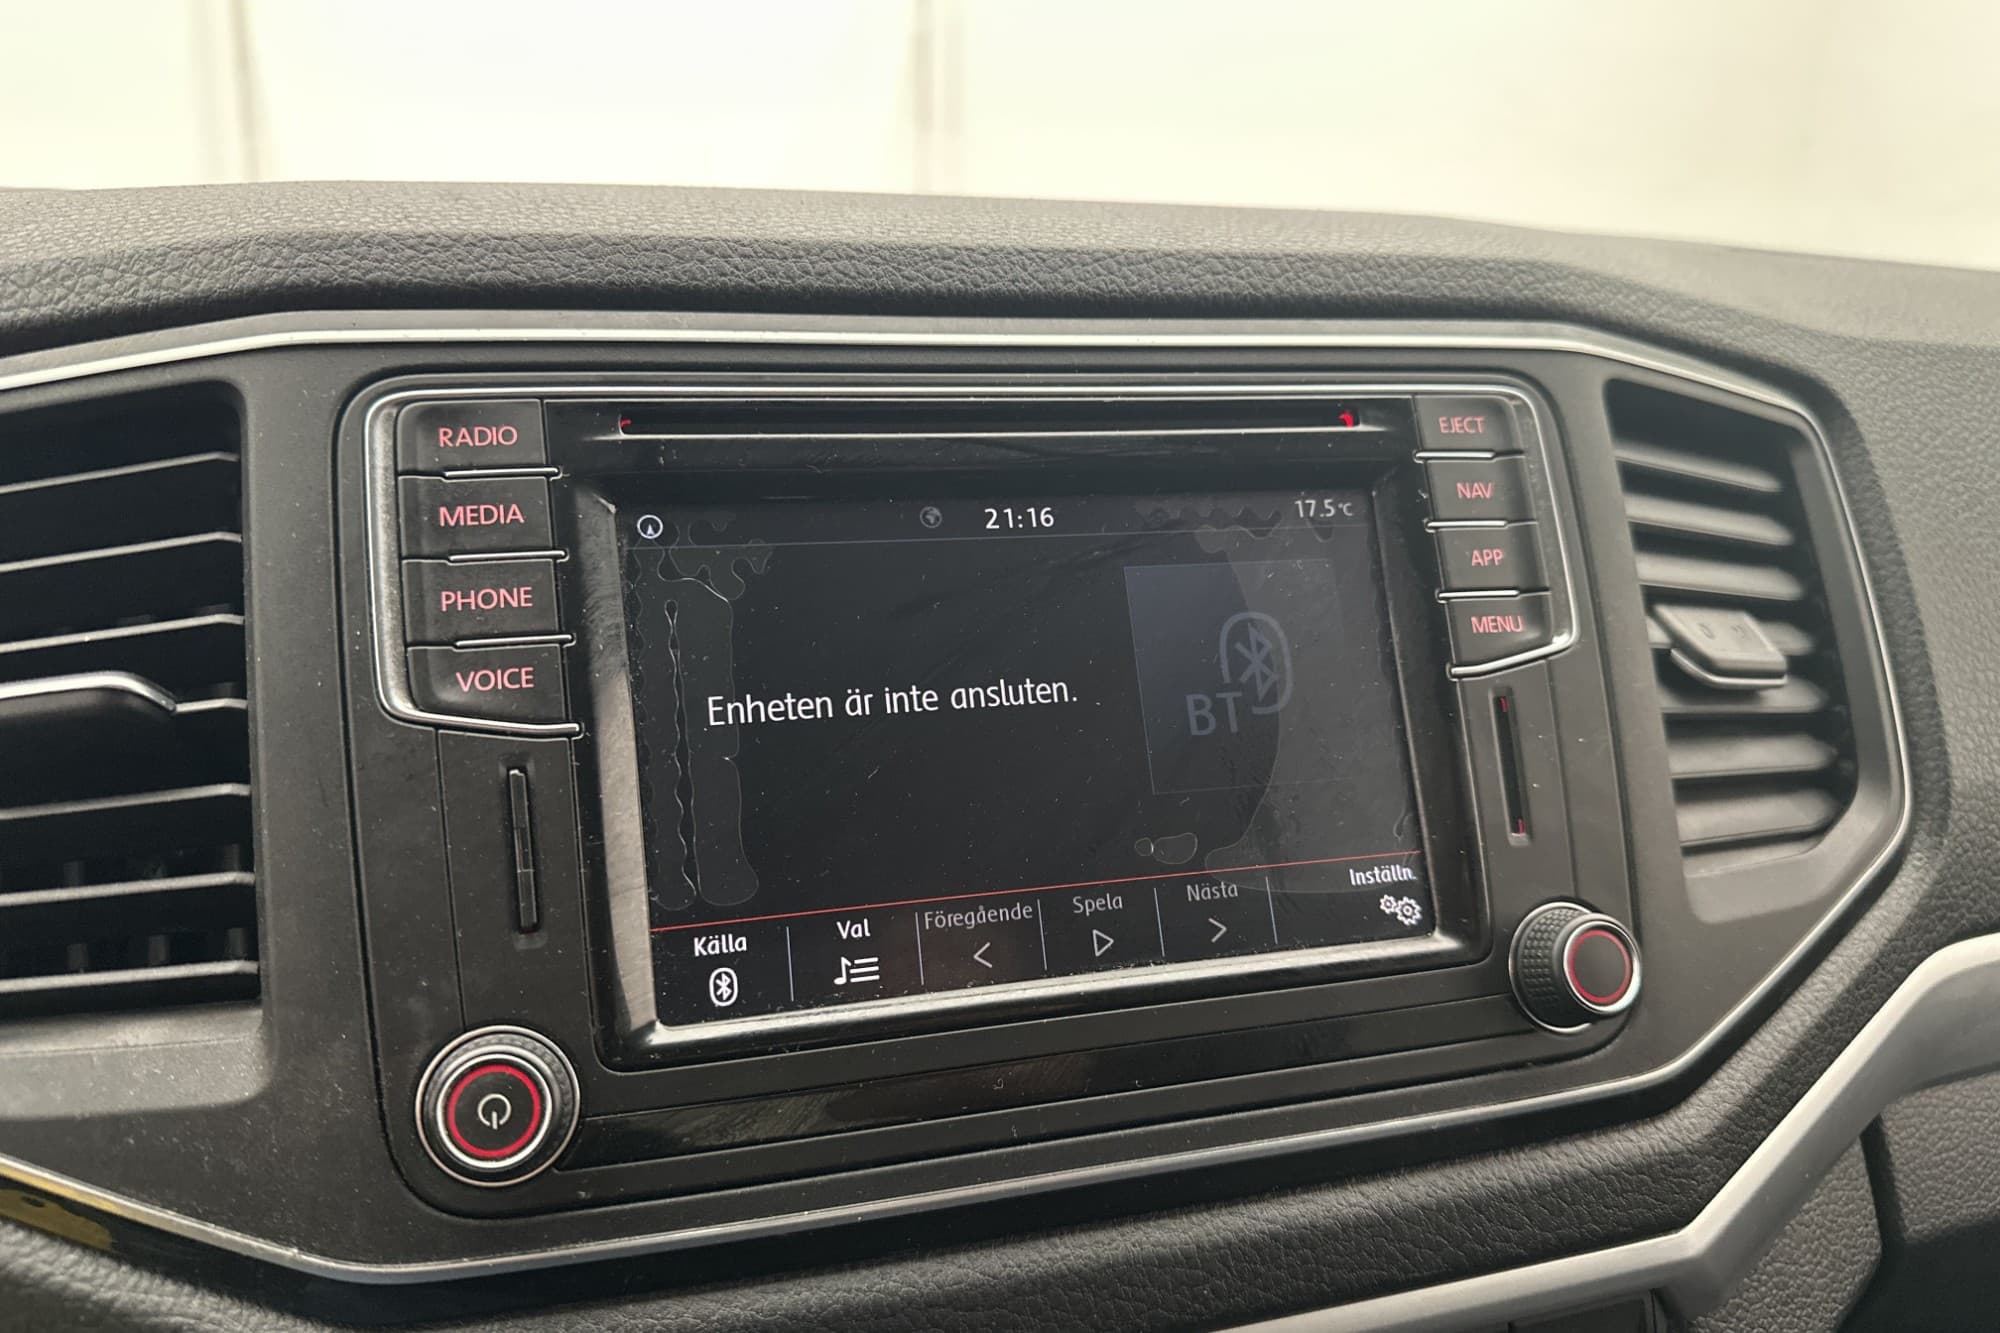 RADIO
MEDIA
PHONE
VOICE
EJECT
NAV
APP
MENU
21:16
17.5°C
Enheten är inte ansluten.
BT
Källa
Val
Föregående
Spela
Nästa
Inställn.